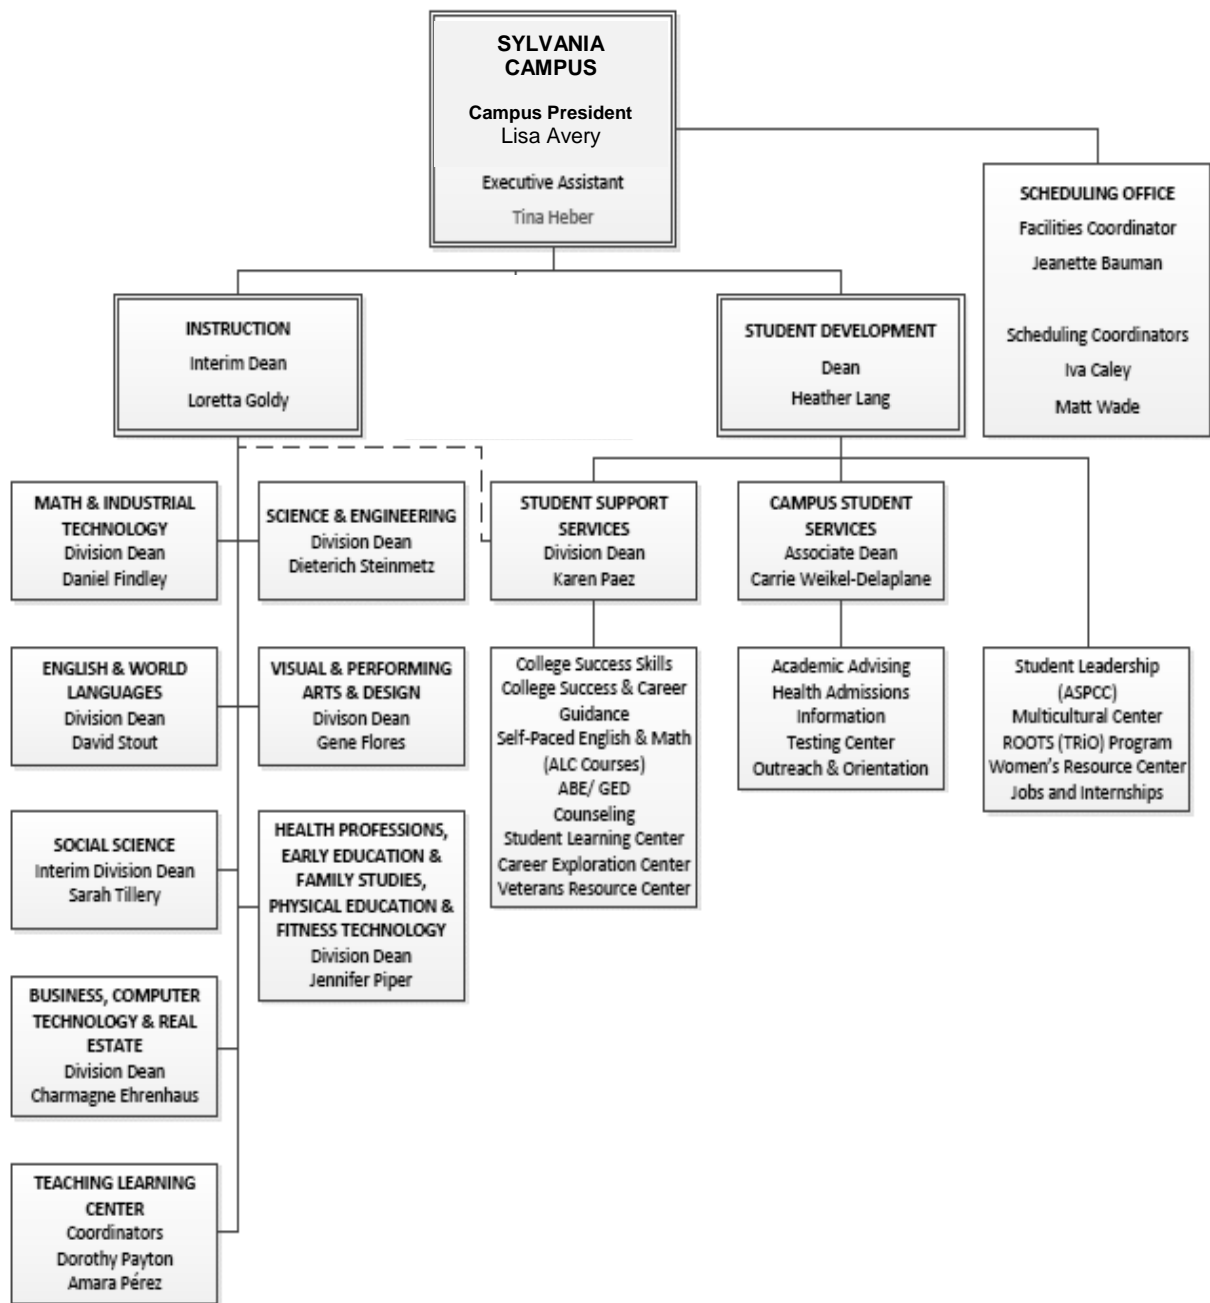 SYLVANIA
CAMPUS
Campus President
Lisa Avery
Executive Assistant
Tina Heber
SCHEDULING OFFICE
Facilities Coordinator
Jeanette Bauman
Scheduling Coordinators
Iva Caley
Matt Wade
INSTRUCTION
Interim Dean
Loretta Goldy
STUDENT DEVELOPMENT
Dean
Heather Lang
MATH & INDUSTRIAL
TECHNOLOGY
Division Dean
Daniel Findley
SCIENCE & ENGINEERING
Division Dean
Dieterich Steinmetz
STUDENT SUPPORT
SERVICES
Division Dean
Karen Paez
CAMPUS STUDENT
SERVICES
Associate Dean
Carrie Weikel-Delaplane
ENGLISH & WORLD
LANGUAGES
Division Dean
David Stout
VISUAL & PERFORMING
ARTS & DESIGN
Divison Dean
Gene Flores
College Success Skills
College Success & Career
Guidance
Self-Paced English & Math
(ALC Courses)
ABE/ GED
Counseling
Student Learning Center
Career Exploration Center
Veterans Resource Center
Academic Advising
Health Admissions
Information
Testing Center
Outreach & Orientation
Student Leadership
(ASPCC)
Multicultural Center
ROOTS (TRiO) Program
Women's Resource Center
Jobs and Internships
SOCIAL SCIENCE
Interim Division Dean
Sarah Tillery
HEALTH PROFESSIONS,
EARLY EDUCATION &
FAMILY STUDIES,
PHYSICAL EDUCATION &
FITNESS TECHNOLOGY
Division Dean
Jennifer Piper
BUSINESS, COMPUTER
TECHNOLOGY & REAL
ESTATE
Division Dean
Charmagne Ehrenhaus
TEACHING LEARNING
CENTER
Coordinators
Dorothy Payton
Amara Pérez